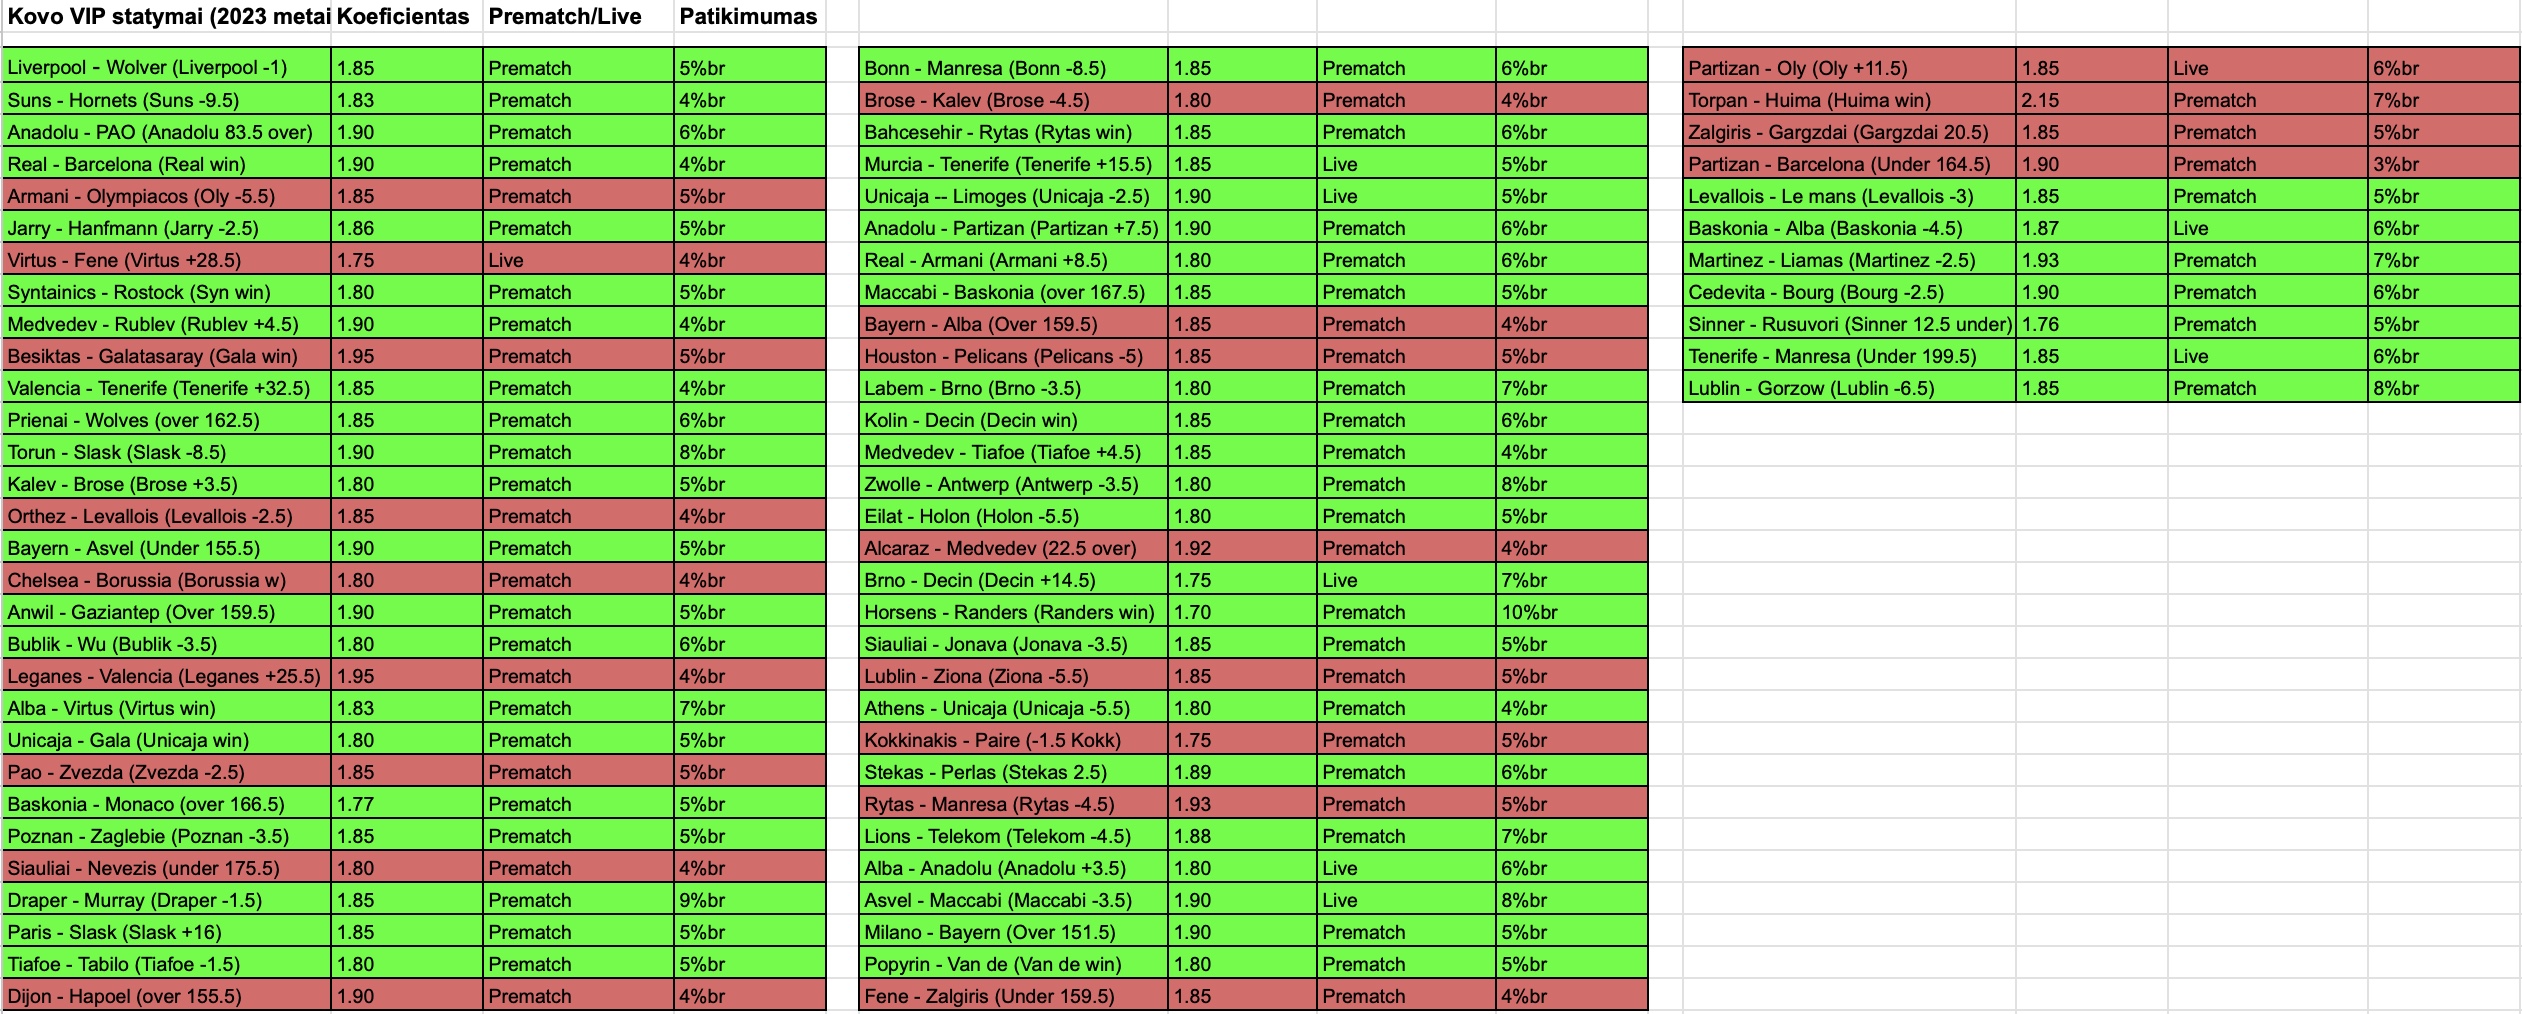 Kovo VIP statymai (2023 metai Koeficientas Prematch/Live Patikimumas
Liverpool - Wolver (Liverpool -1) 1.85 Prematch 5%br
Suns - Hornets (Suns -9.5) 1.83 Prematch 4%br
Anadolu - PAO (Anadolu 83.5 over) 1.90 Prematch 6%br
Real - Barcelona (Real win) 1.90 Prematch 4%br
Armani - Olympiacos (Oly -5.5) 1.85 Prematch 5%br
Jarry - Hanfmann (Jarry -2.5) 1.86 Prematch 5%br
Virtus - Fene (Virtus +28.5) 1.75 Live 4%br
Syntainics - Rostock (Syn win) 1.80 Prematch 5%br
Medvedev - Rublev (Rublev +4.5) 1.90 Prematch 4%br
Besiktas - Galatasaray (Gala win) 1.95 Prematch 5%br
Valencia - Tenerife (Tenerife +32.5) 1.85 Prematch 4%br
Prienai - Wolves (over 162.5) 1.85 Prematch 6%br
Torun - Slask (Slask -8.5) 1.90 Prematch 8%br
Kalev - Brose (Brose +3.5) 1.80 Prematch 5%br
Orthez - Levallois (Levallois -2.5) 1.85 Prematch 4%br
Bayern - Asvel (Under 155.5) 1.90 Prematch 5%br
Chelsea - Borussia (Borussia w) 1.80 Prematch 4%br
Anwil - Gaziantep (Over 159.5) 1.90 Prematch 5%br
Bublik - Wu (Bublik -3.5) 1.80 Prematch 6%br
Leganes - Valencia (Leganes +25.5) 1.95 Prematch 4%br
Alba - Virtus (Virtus win) 1.83 Prematch 7%br
Unicaja - Gala (Unicaja win) 1.80 Prematch 5%br
Pao - Zvezda (Zvezda -2.5) 1.85 Prematch 5%br
Baskonia - Monaco (over 166.5) 1.77 Prematch 5%br
Poznan - Zaglebie (Poznan -3.5) 1.85 Prematch 5%br
Siauliai - Nevezis (under 175.5) 1.80 Prematch 4%br
Draper - Murray (Draper -1.5) 1.85 Prematch 9%br
Paris - Slask (Slask +16) 1.85 Prematch 5%br
Tiafoe - Tabilo (Tiafoe -1.5) 1.80 Prematch 5%br
Dijon - Hapoel (over 155.5) 1.90 Prematch 4%br
Bonn - Manresa (Bonn -8.5) 1.85 Prematch 6%br
Brose - Kalev (Brose -4.5) 1.80 Prematch 4%br
Bahcesehir - Rytas (Rytas win) 1.85 Prematch 6%br
Murcia - Tenerife (Tenerife +15.5) 1.85 Live 5%br
Unicaja -- Limoges (Unicaja -2.5) 1.90 Live 5%br
Anadolu - Partizan (Partizan +7.5) 1.90 Prematch 6%br
Real - Armani (Armani +8.5) 1.80 Prematch 6%br
Maccabi - Baskonia (over 167.5) 1.85 Prematch 5%br
Bayern - Alba (Over 159.5) 1.85 Prematch 4%br
Houston - Pelicans (Pelicans -5) 1.85 Prematch 5%br
Labem - Brno (Brno -3.5) 1.80 Prematch 7%br
Kolin - Decin (Decin win) 1.85 Prematch 6%br
Medvedev - Tiafoe (Tiafoe +4.5) 1.85 Prematch 4%br
Zwolle - Antwerp (Antwerp -3.5) 1.80 Prematch 8%br
Eilat - Holon (Holon -5.5) 1.80 Prematch 5%br
Alcaraz - Medvedev (22.5 over) 1.92 Prematch 4%br
Brno - Decin (Decin +14.5) 1.75 Live 7%br
Horsens - Randers (Randers win) 1.70 Prematch 10%br
Siauliai - Jonava (Jonava -3.5) 1.85 Prematch 5%br
Lublin - Ziona (Ziona -5.5) 1.85 Prematch 5%br
Athens - Unicaja (Unicaja -5.5) 1.80 Prematch 4%br
Kokkinakis - Paire (-1.5 Kokk) 1.75 Prematch 5%br
Stekas - Perlas (Stekas 2.5) 1.89 Prematch 6%br
Rytas - Manresa (Rytas -4.5) 1.93 Prematch 5%br
Lions - Telekom (Telekom -4.5) 1.88 Prematch 7%br
Alba - Anadolu (Anadolu +3.5) 1.80 Live 6%br
Asvel - Maccabi (Maccabi -3.5) 1.90 Live 8%br
Milano - Bayern (Over 151.5) 1.90 Prematch 5%br
Popyrin - Van de (Van de win) 1.80 Prematch 5%br
Fene - Zalgiris (Under 159.5) 1.85 Prematch 4%br
Partizan - Oly (Oly +11.5) 1.85 Live 6%br
Torpan - Huima (Huima win) 2.15 Prematch 7%br
Zalgiris - Gargzdai (Gargzdai 20.5) 1.85 Prematch 5%br
Partizan - Barcelona (Under 164.5) 1.90 Prematch 3%br
Levallois - Le mans (Levallois -3) 1.85 Prematch 5%br
Baskonia - Alba (Baskonia -4.5) 1.87 Live 6%br
Martinez - Liamas (Martinez -2.5) 1.93 Prematch 7%br
Cedevita - Bourg (Bourg -2.5) 1.90 Prematch 6%br
Sinner - Rusuvori (Sinner 12.5 under) 1.76 Prematch 5%br
Tenerife - Manresa (Under 199.5) 1.85 Live 6%br
Lublin - Gorzow (Lublin -6.5) 1.85 Prematch 8%br